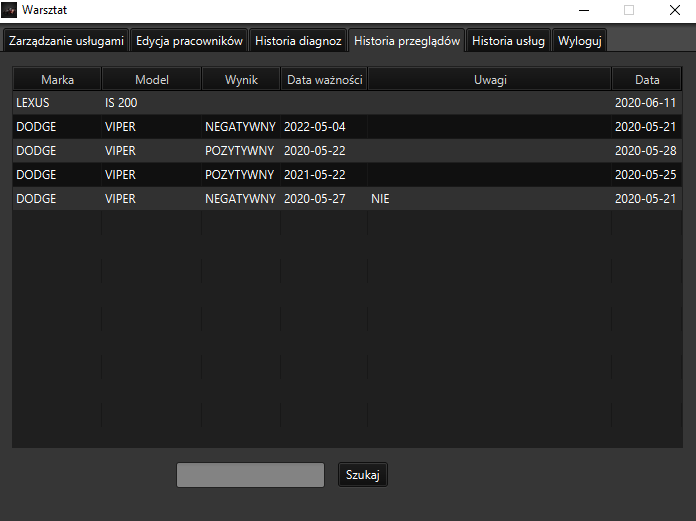 Warsztat
Zarządzanie usługami Edycja pracowników Historia diagnoz Historia przeglądów Historia usług Wyloguj
Marka Model Wynik Data ważności Uwagi Data
LEXUS IS 200 2020-06-11
DODGE VIPER NEGATYWNY 2022-05-04 2020-05-21
DODGE VIPER POZYTYWNY 2020-05-22 2020-05-28
DODGE VIPER POZYTYWNY 2021-05-22 2020-05-25
DODGE VIPER NEGATYWNY 2020-05-27 NIE 2020-05-21
Szukaj